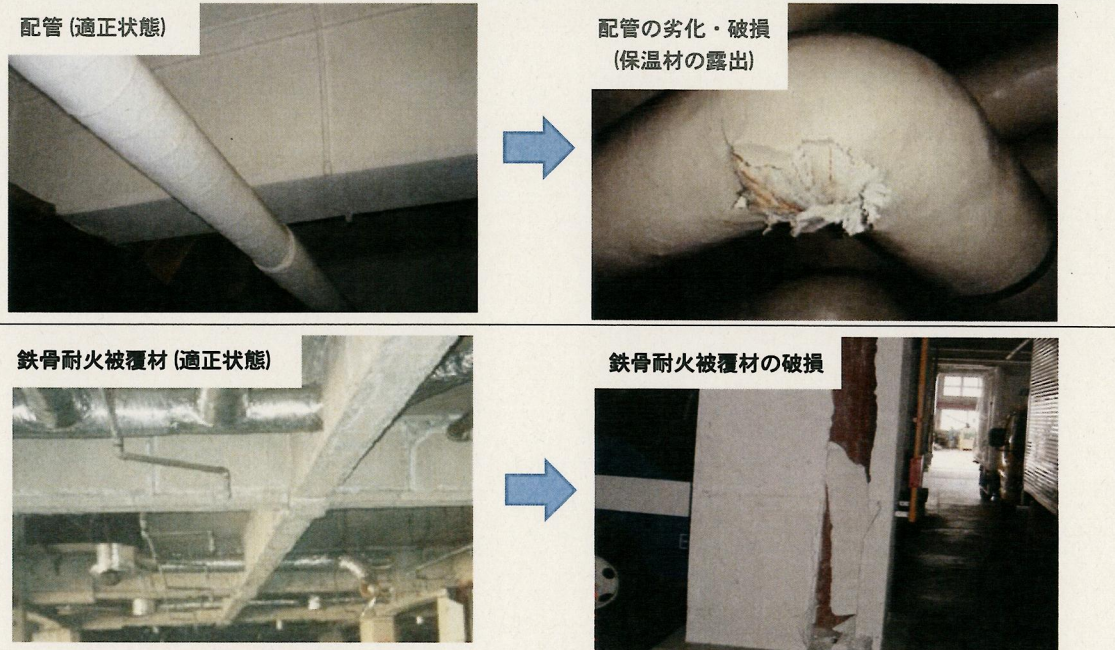 配管(適正状態)
配管の劣化・破損
(保温材の露出)
鉄骨耐火被覆材(適正状態)
鉄骨耐火被覆材の破損